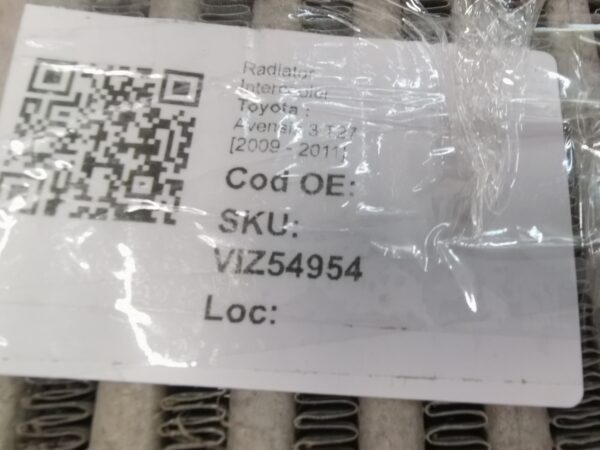 Radiator
Intercooler
Toyota :
Avensis 3 T27
[2009 - 2011]
Cod OE:
SKU:
VIZ54954
Loc: